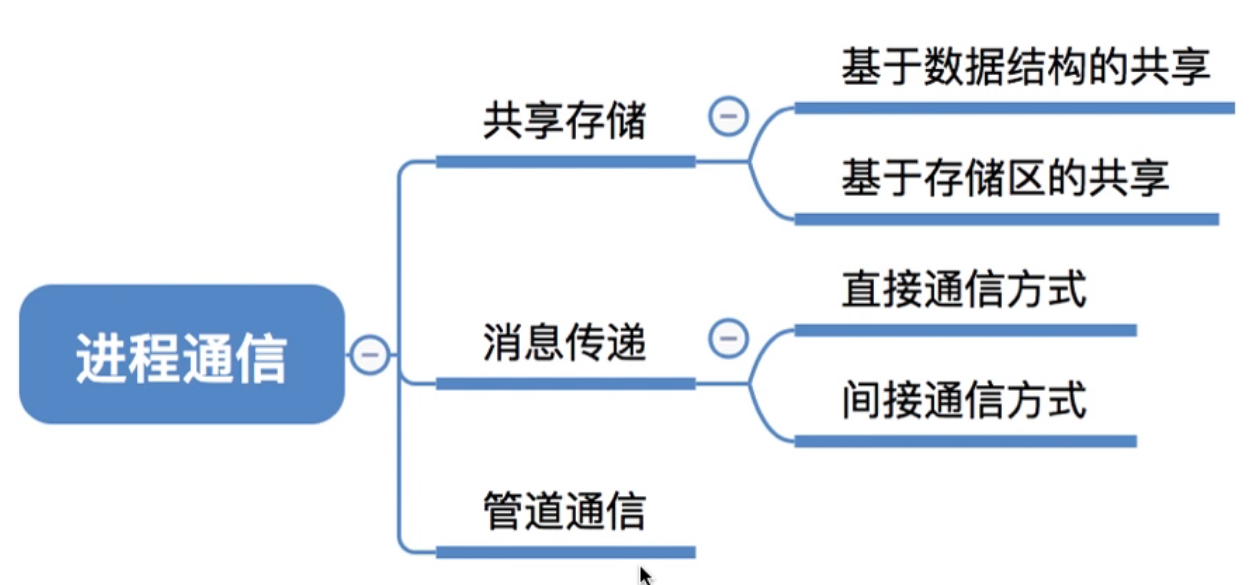 进程通信
共享存储
基于数据结构的共享
基于存储区的共享
消息传递
直接通信方式
间接通信方式
管道通信